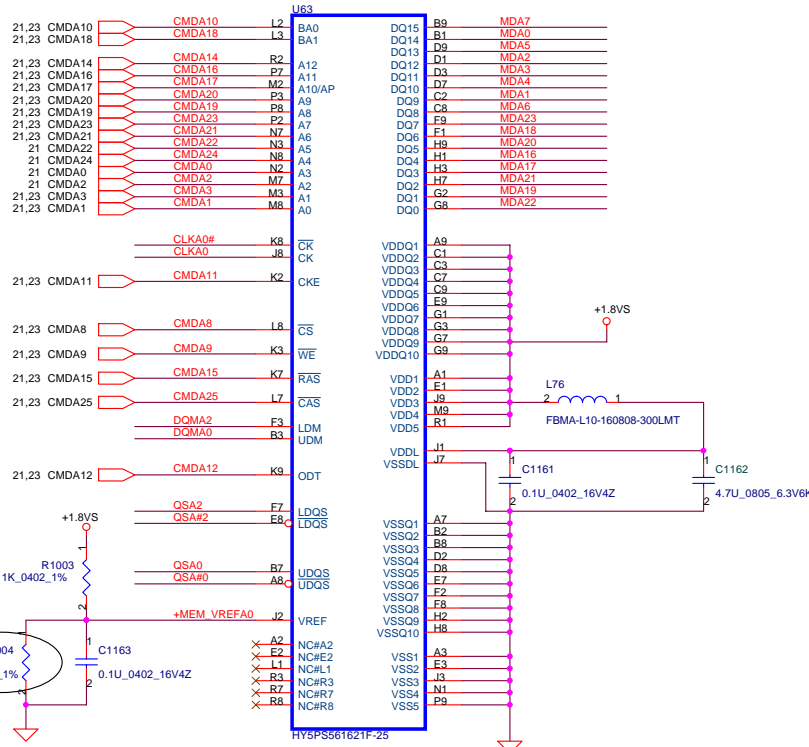 U63
21,23 CMDA10 CMDA10 L2 BA0 DQ15 B9 MDA7
21,23 CMDA18 CMDA18 L3 BA1 DQ14 B1 MDA0
DQ13 D9 MDA5
21,23 CMDA14 CMDA14 R2 A12 DQ12 D1 MDA2
21,23 CMDA16 CMDA16 P7 A11 DQ11 D3 MDA3
21,23 CMDA17 CMDA17 M2 A10/AP DQ10 D7 MDA4
21,23 CMDA20 CMDA20 P3 A9 DQ9 C2 MDA1
21,23 CMDA19 CMDA19 P8 A8 DQ8 C8 MDA6
21,23 CMDA23 CMDA23 P2 A7 DQ7 F9 MDA23
21,23 CMDA21 CMDA21 N7 A6 DQ6 F1 MDA18
21 CMDA22 CMDA22 N3 A5 DQ5 H9 MDA20
21 CMDA24 CMDA24 N8 A4 DQ4 H1 MDA16
21 CMDA0 CMDA0 N2 A3 DQ3 H3 MDA17
21 CMDA2 CMDA2 M7 A2 DQ2 H7 MDA21
21,23 CMDA3 CMDA3 M3 A1 DQ1 G2 MDA19
21,23 CMDA1 CMDA1 M8 A0 DQ0 G8 MDA22
CLKA0# K8 CK VDDQ1 A9
CLKA0 J8 CK VDDQ2 C1
VDDQ3 C3
21,23 CMDA11 CMDA11 K2 CKE VDDQ4 C7
VDDQ5 C9
VDDQ6 E9
VDDQ7 G1
+1.8VS
21,23 CMDA8 CMDA8 L8 CS VDDQ8 G3
VDDQ9 G7
21,23 CMDA9 CMDA9 K3 WE VDDQ10 G9
21,23 CMDA15 CMDA15 K7 RAS VDD1 A1
VDD2 E1
L76
21,23 CMDA25 CMDA25 L7 CAS VDD3 J9 2 1
VDD4 M9
FBMA-L10-160808-300LMT
DQMA2 F3 LDM VDD5 R1
DQMA0 B3 UDM
VDDL J1
VSSDL J7
21,23 CMDA12 CMDA12 K9 ODT
1 C1161 1 C1162
0.1U_0402_16V4Z 4.7U_0805_6.3V6K
2 2
QSA2 F7 LDQS
QSA#2 E8 LDQS VSSQ1 A7
+1.8VS
VSSQ2 B2
VSSQ3 B8
VSSQ4 D2
QSA0 B7 UDQS VSSQ5 D8
QSA#0 A8 UDQS VSSQ6 E7
1 R1003
1K_0402_1%
2
VSSQ7 F2
VSSQ8 F8
+MEM_VREFA0 J2 VREF VSSQ9 H2
VSSQ10 H8
A2 NC#A2
E2 NC#E2 VSS1 A3
L1 NC#L1 VSS2 E3
R3 NC#R3 VSS3 J3
R7 NC#R7 VSS4 N1
R8 NC#R8 VSS5 P9
04
_1%
2
1 C1163
0.1U_0402_16V4Z
2
HY5PS561621F-25